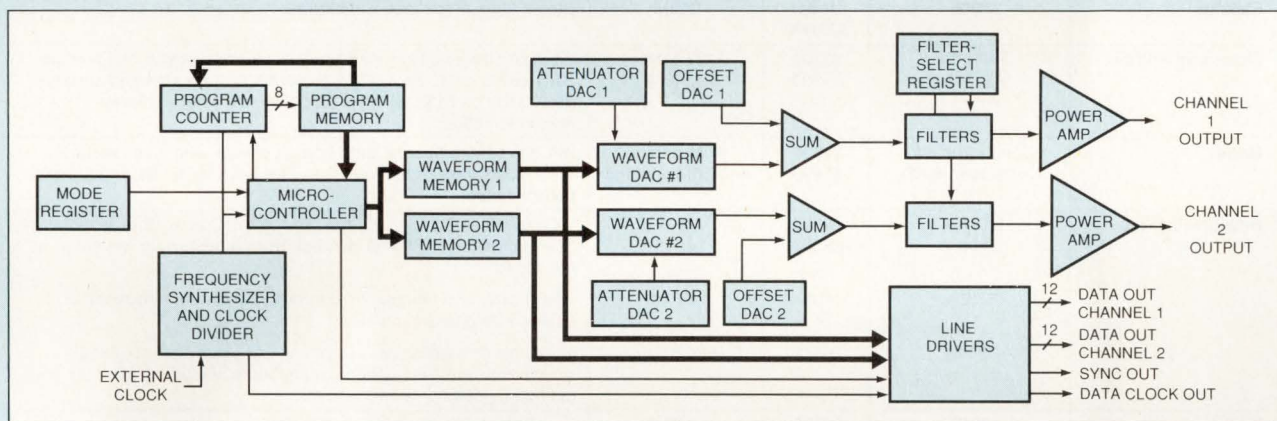 FILTER-
SELECT
REGISTER
ATTENUATOR
DAC 1
OFFSET
DAC 1
PROGRAM
COUNTER
8
PROGRAM
MEMORY
POWER
AMP
CHANNEL
1
OUTPUT
FILTERS
SUM
WAVEFORM
MEMORY 1
WAVEFORM
DAC #1
MODE
REGISTER
MICRO-
CONTROLLER
WAVEFORM
MEMORY 2
WAVEFORM
DAC #2
SUM
FILTERS
POWER
AMP
CHANNEL
2
OUTPUT
FREQUENCY
SYNTHESIZER
AND CLOCK
DIVIDER
ATTENUATOR
DAC 2
OFFSET
DAC 2
LINE
DRIVERS
12
DATA OUT
CHANNEL 1
12
DATA OUT
CHANNEL 2
SYNC OUT
DATA CLOCK OUT
EXTERNAL
CLOCK